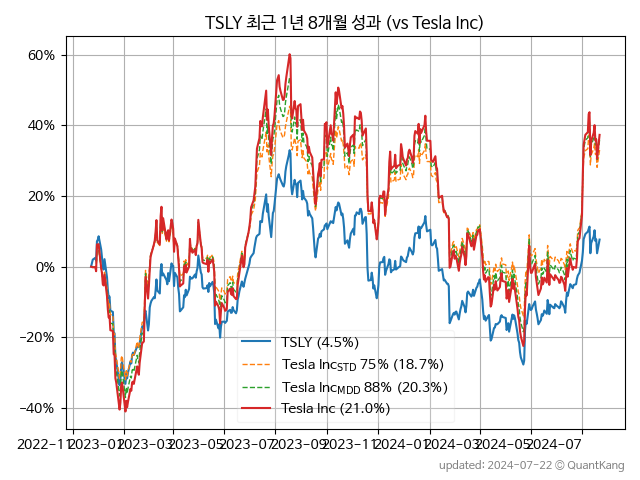 TSLY 최근 1년 8개월 성과 (vs Tesla Inc)
60%
40%
20%
0%
−20%
−40%
TSLY (4.5%)
Tesla Inc_STD 75% (18.7%)
Tesla Inc_MDD 88% (20.3%)
Tesla Inc (21.0%)
2022−11 2023−01 2023−03 2023−05 2023−07 2023−09 2023−11 2024−01 2024−03 2024−05 2024−07
updated: 2024-07-22 © QuantKang